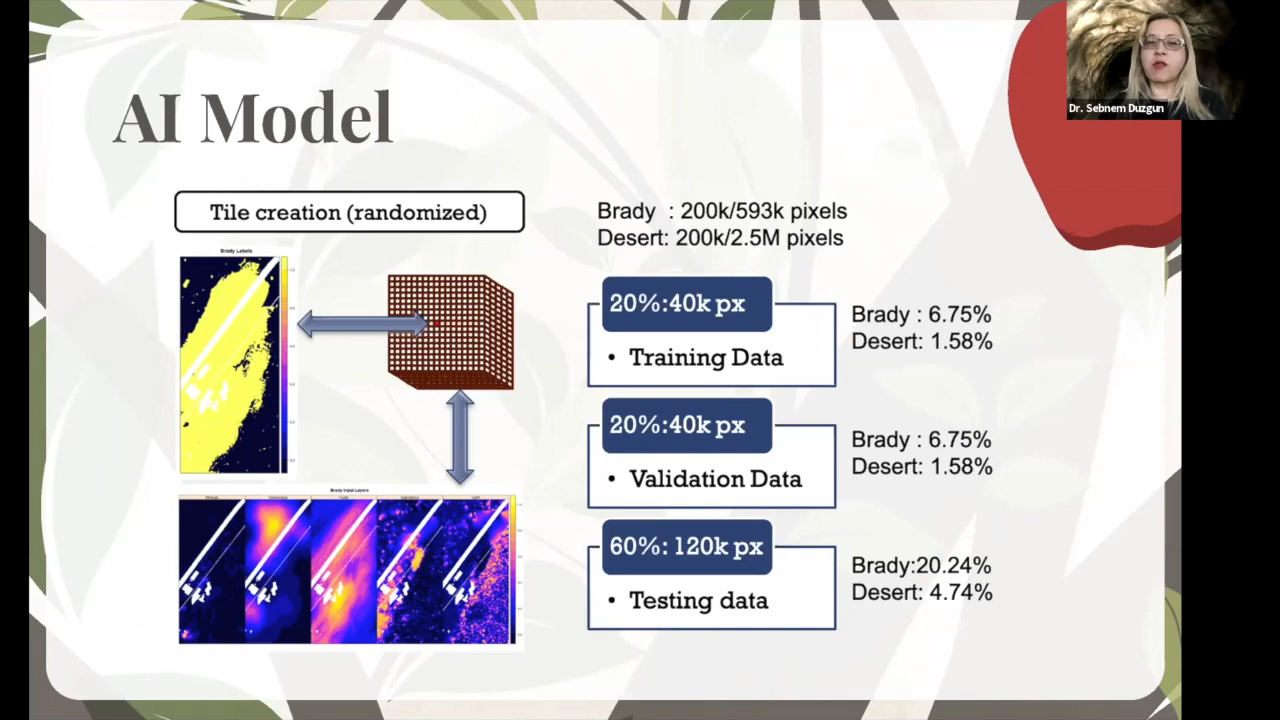 Dr. Sebnem Duzgun
AI Model
Tile creation (randomized)
Brady Labels
Brady Input Layers
Brady : 200k/593k pixels
Desert: 200k/2.5M pixels
20%:40k px
• Training Data
Brady : 6.75%
Desert: 1.58%
20%:40k px
• Validation Data
Brady : 6.75%
Desert: 1.58%
60%: 120k px
• Testing data
Brady:20.24%
Desert: 4.74%